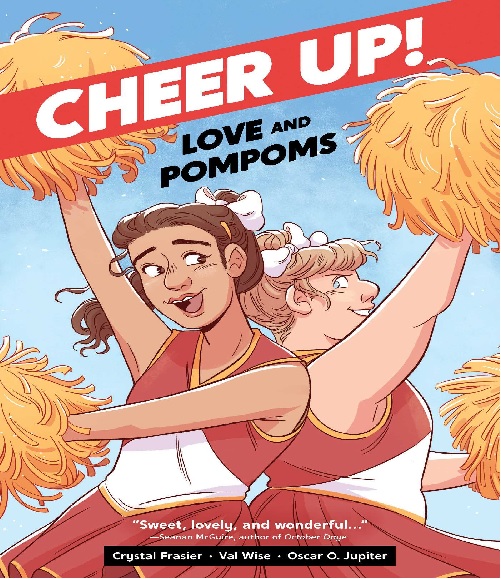 CHEER UP!
LOVE AND
POMPOMS
"Sweet, lovely, and wonderful..."
—Seanan McGuire, author of October Daye
Crystal Frasier · Val Wise · Oscar O. Jupiter